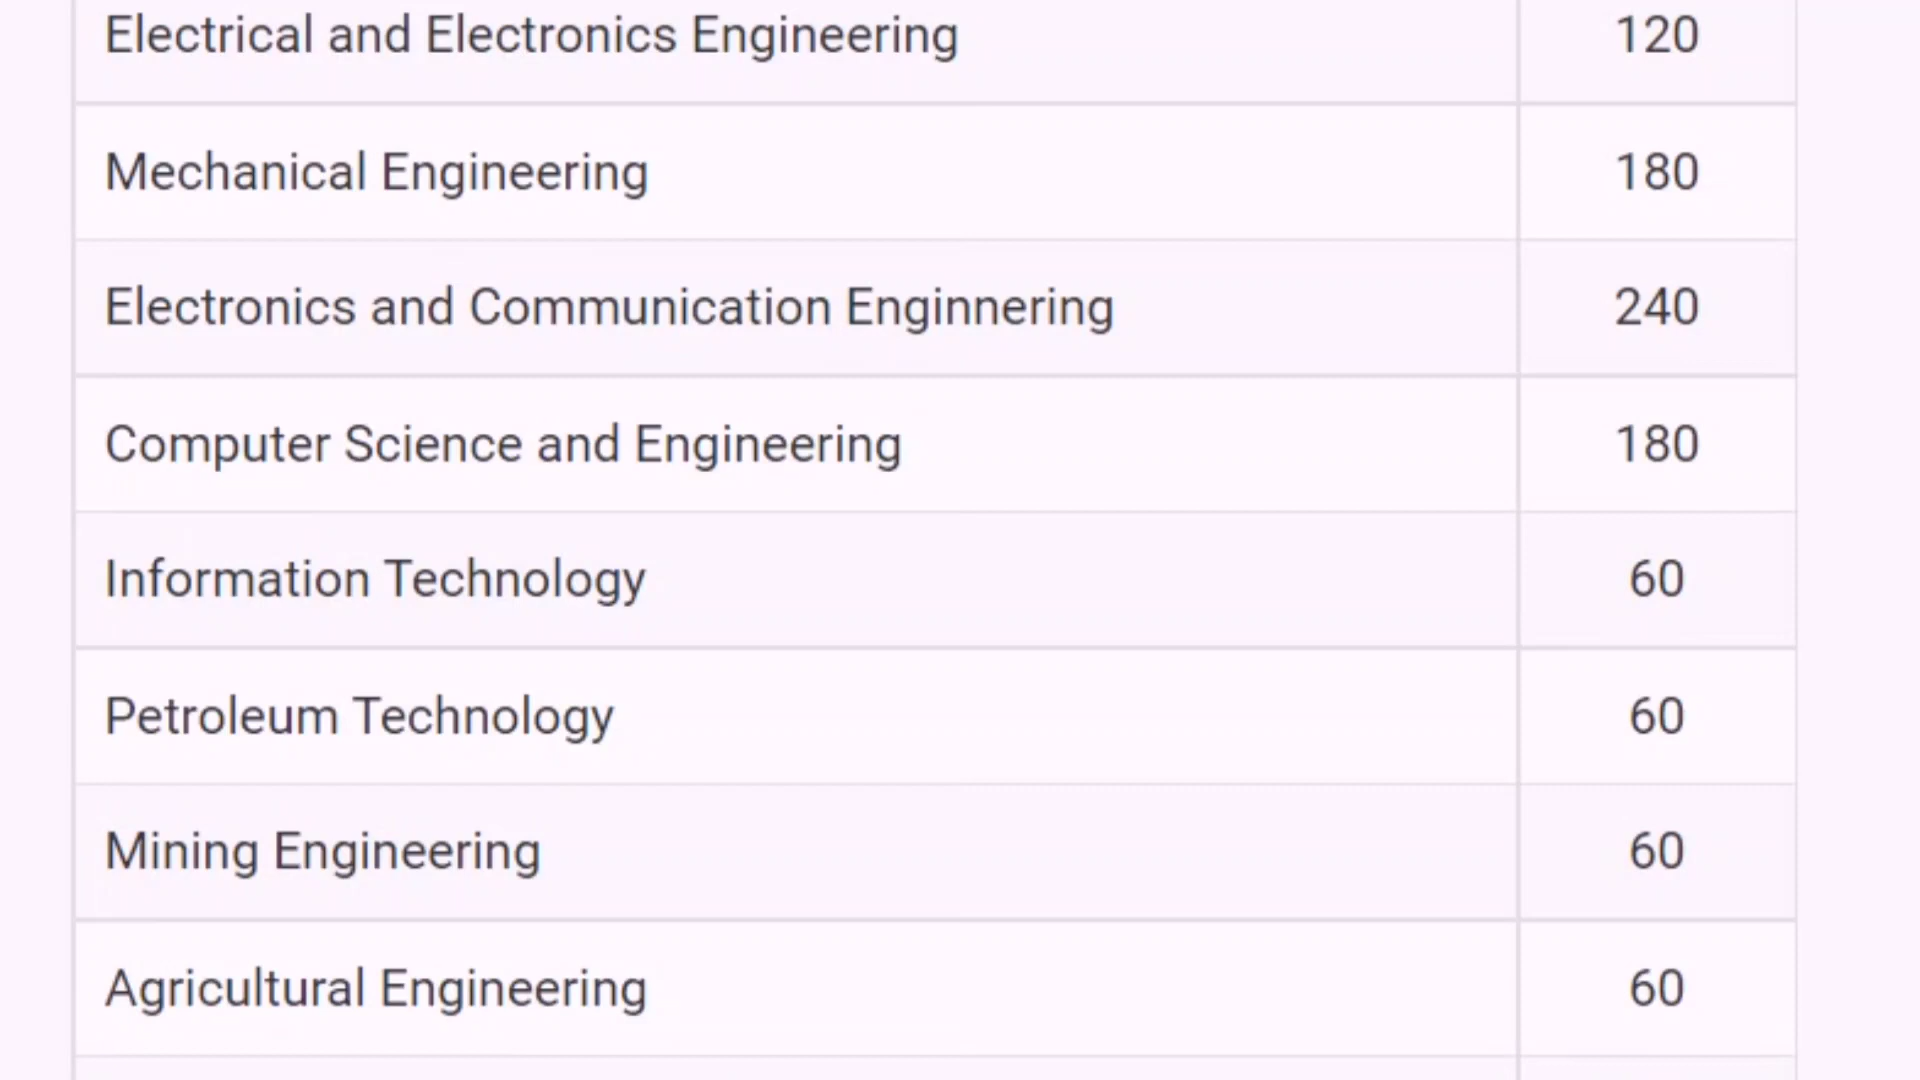 Electrical and Electronics Engineering 120
Mechanical Engineering 180
Electronics and Communication Enginnering 240
Computer Science and Engineering 180
Information Technology 60
Petroleum Technology 60
Mining Engineering 60
Agricultural Engineering 60